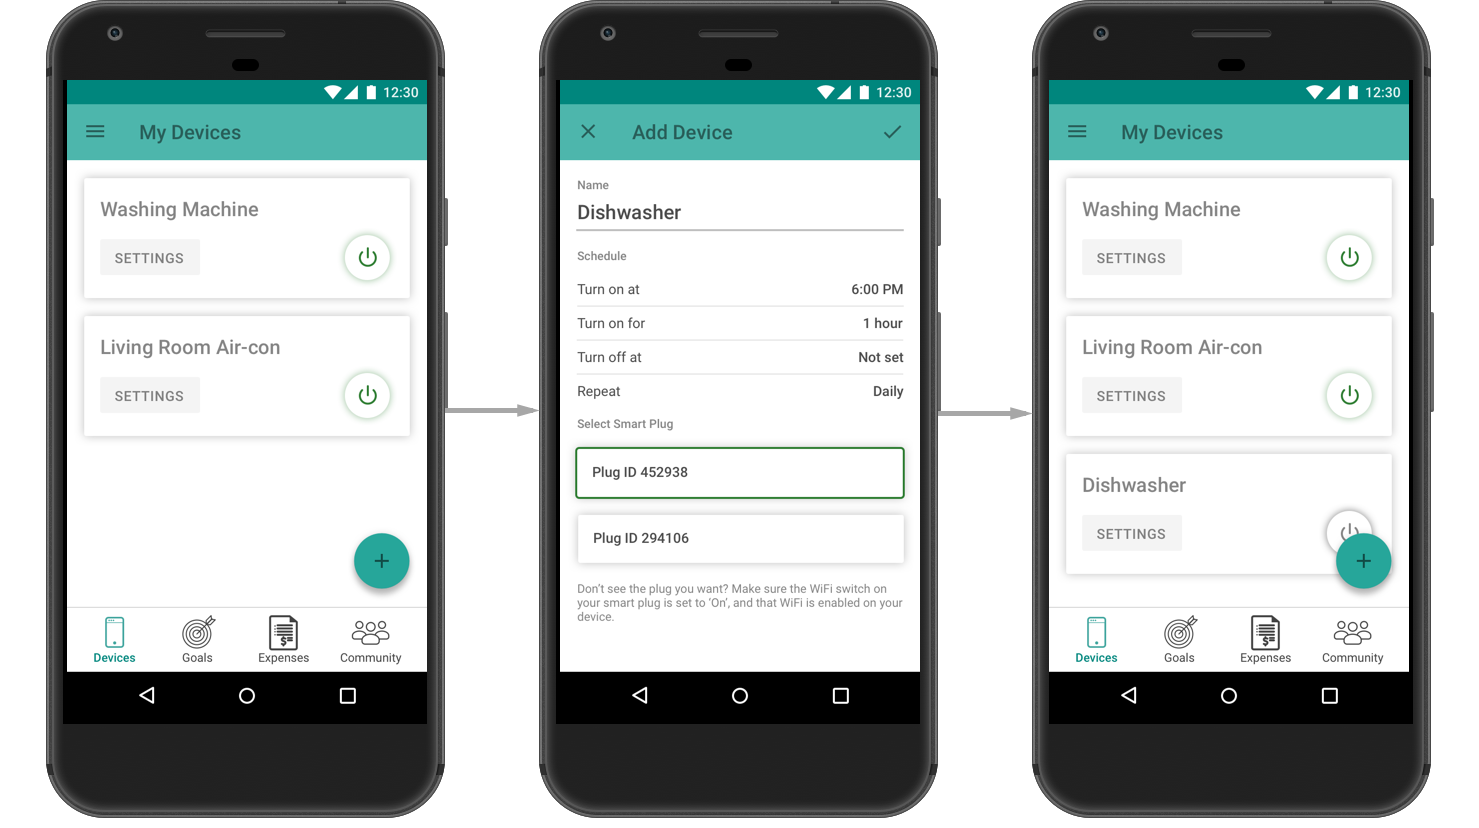 12:30
My Devices
Washing Machine
SETTINGS
Living Room Air-con
SETTINGS
+
Devices Goals Expenses Community
12:30
Add Device
Name
Dishwasher
Schedule
Turn on at 6:00 PM
Turn on for 1 hour
Turn off at Not set
Repeat Daily
Select Smart Plug
Plug ID 452938
Plug ID 294106
Don’t see the plug you want? Make sure the WiFi switch on
your smart plug is set to ‘On’, and that WiFi is enabled on your
device.
12:30
My Devices
Washing Machine
SETTINGS
Living Room Air-con
SETTINGS
Dishwasher
SETTINGS
+
Devices Goals Expenses Community